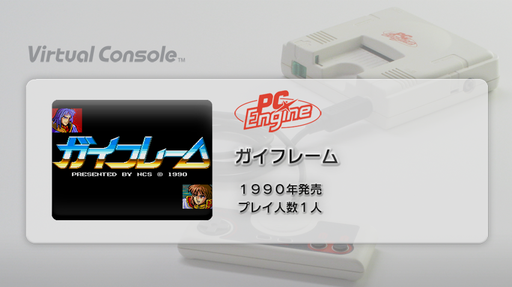 Virtual Console™
ガイフレーム
PRESENTED BY HCS © 1990
PC Engine
ガイフレーム
1990年発売
プレイ人数1人